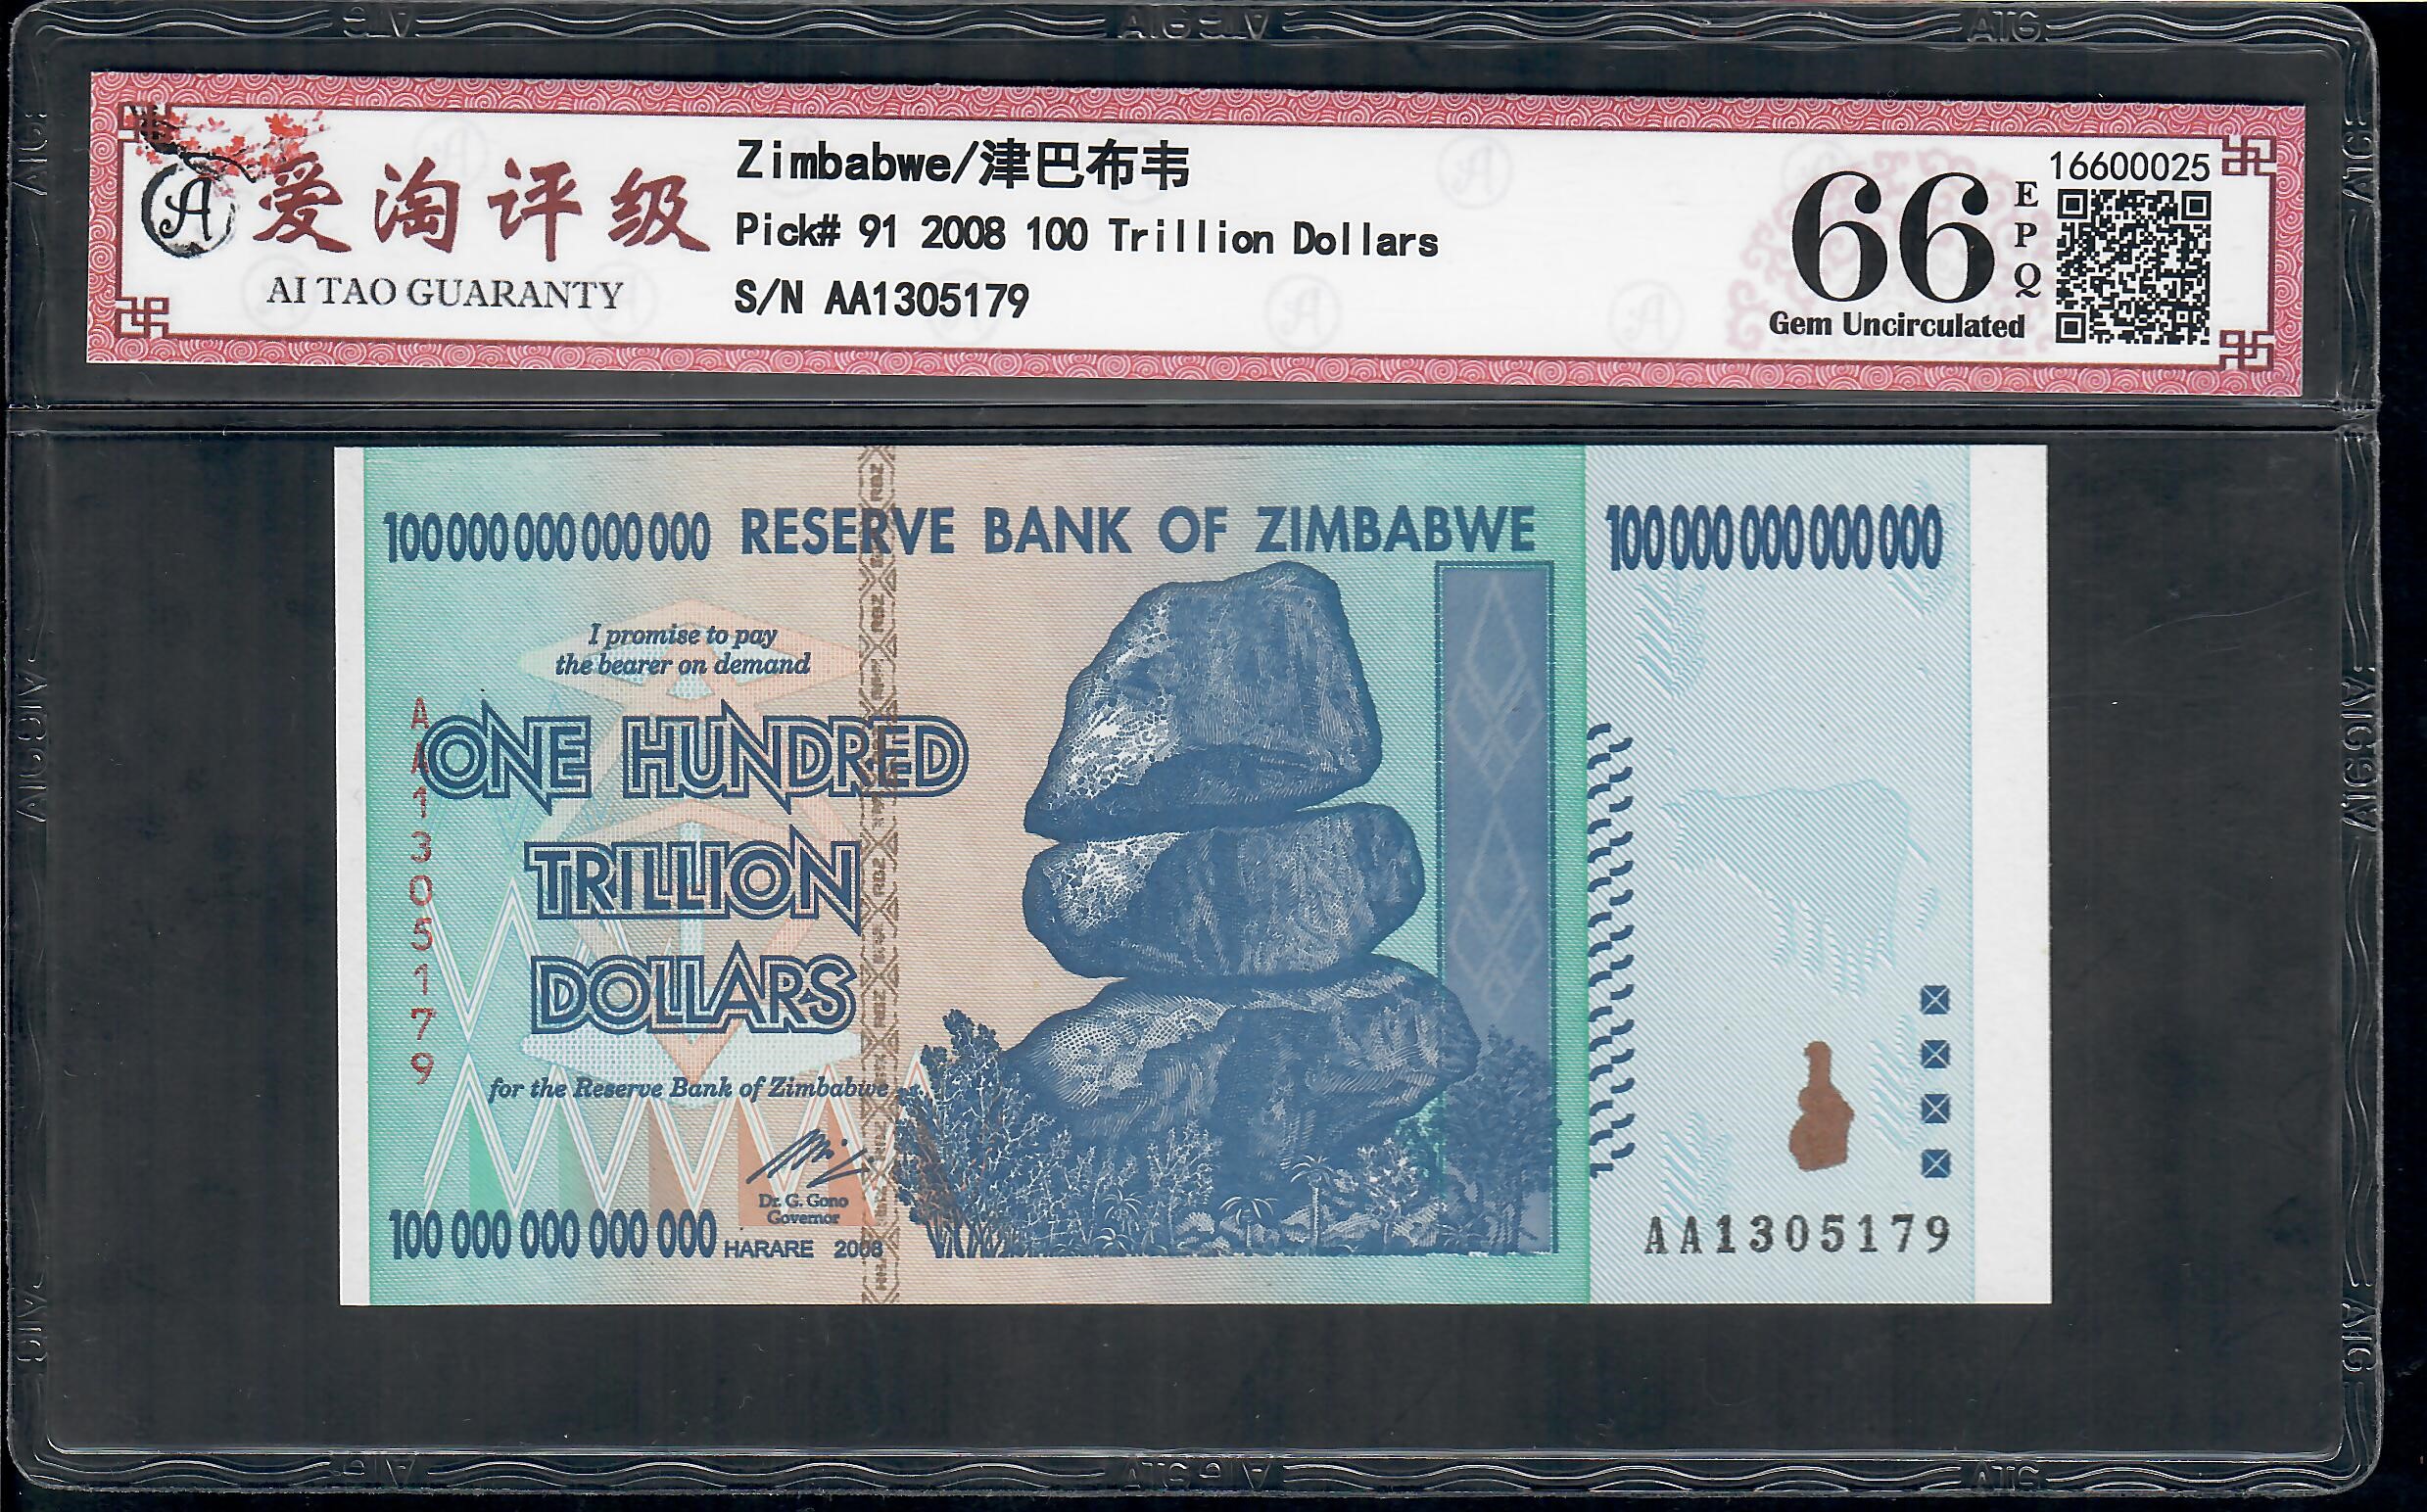 爱淘评级
AI TAO GUARANTY
Zimbabwe/津巴布韦
Pick# 91 2008 100 Trillion Dollars
S/N AA1305179
66
EPQ
Gem Uncirculated
16600025
100 000 000 000 000 RESERVE BANK OF ZIMBABWE 100 000 000 000 000
I promise to pay
the bearer on demand
ONE HUNDRED
TRILLION
DOLLARS
AA1305179
for the Reserve Bank of Zimbabwe
Dr. G. Gono
Governor
100 000 000 000 000 HARARE 2008
AA1305179